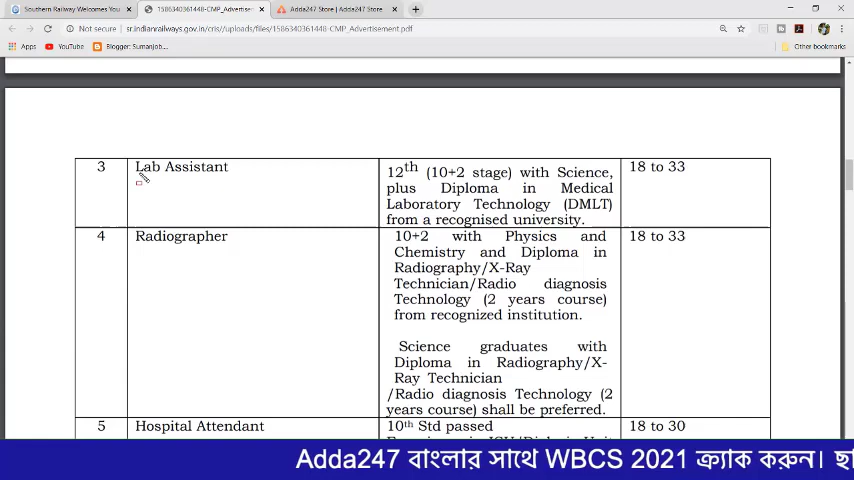 Southern Railway Welcomes You
1586340361448-CMP_Advertisem
Adda247 Store | Adda247 Store
Not secure | sr.indianrailways.gov.in/cris//uploads/files/1586340361448-CMP_Advertisement.pdf
Apps YouTube Blogger: Sumanjob... Other bookmarks
3 Lab Assistant 12th (10+2 stage) with Science, 18 to 33
plus Diploma in Medical
Laboratory Technology (DMLT)
from a recognised university.
4 Radiographer 10+2 with Physics and 18 to 33
Chemistry and Diploma in
Radiography/X-Ray
Technician/Radio diagnosis
Technology (2 years course)
from recognized institution.
Science graduates with
Diploma in Radiography/X-
Ray Technician
/Radio diagnosis Technology (2
years course) shall be preferred.
5 Hospital Attendant 10th Std passed 18 to 30
Adda247 বাংলার সাথে WBCS 2021 ক্র্যাক করুন। ছা